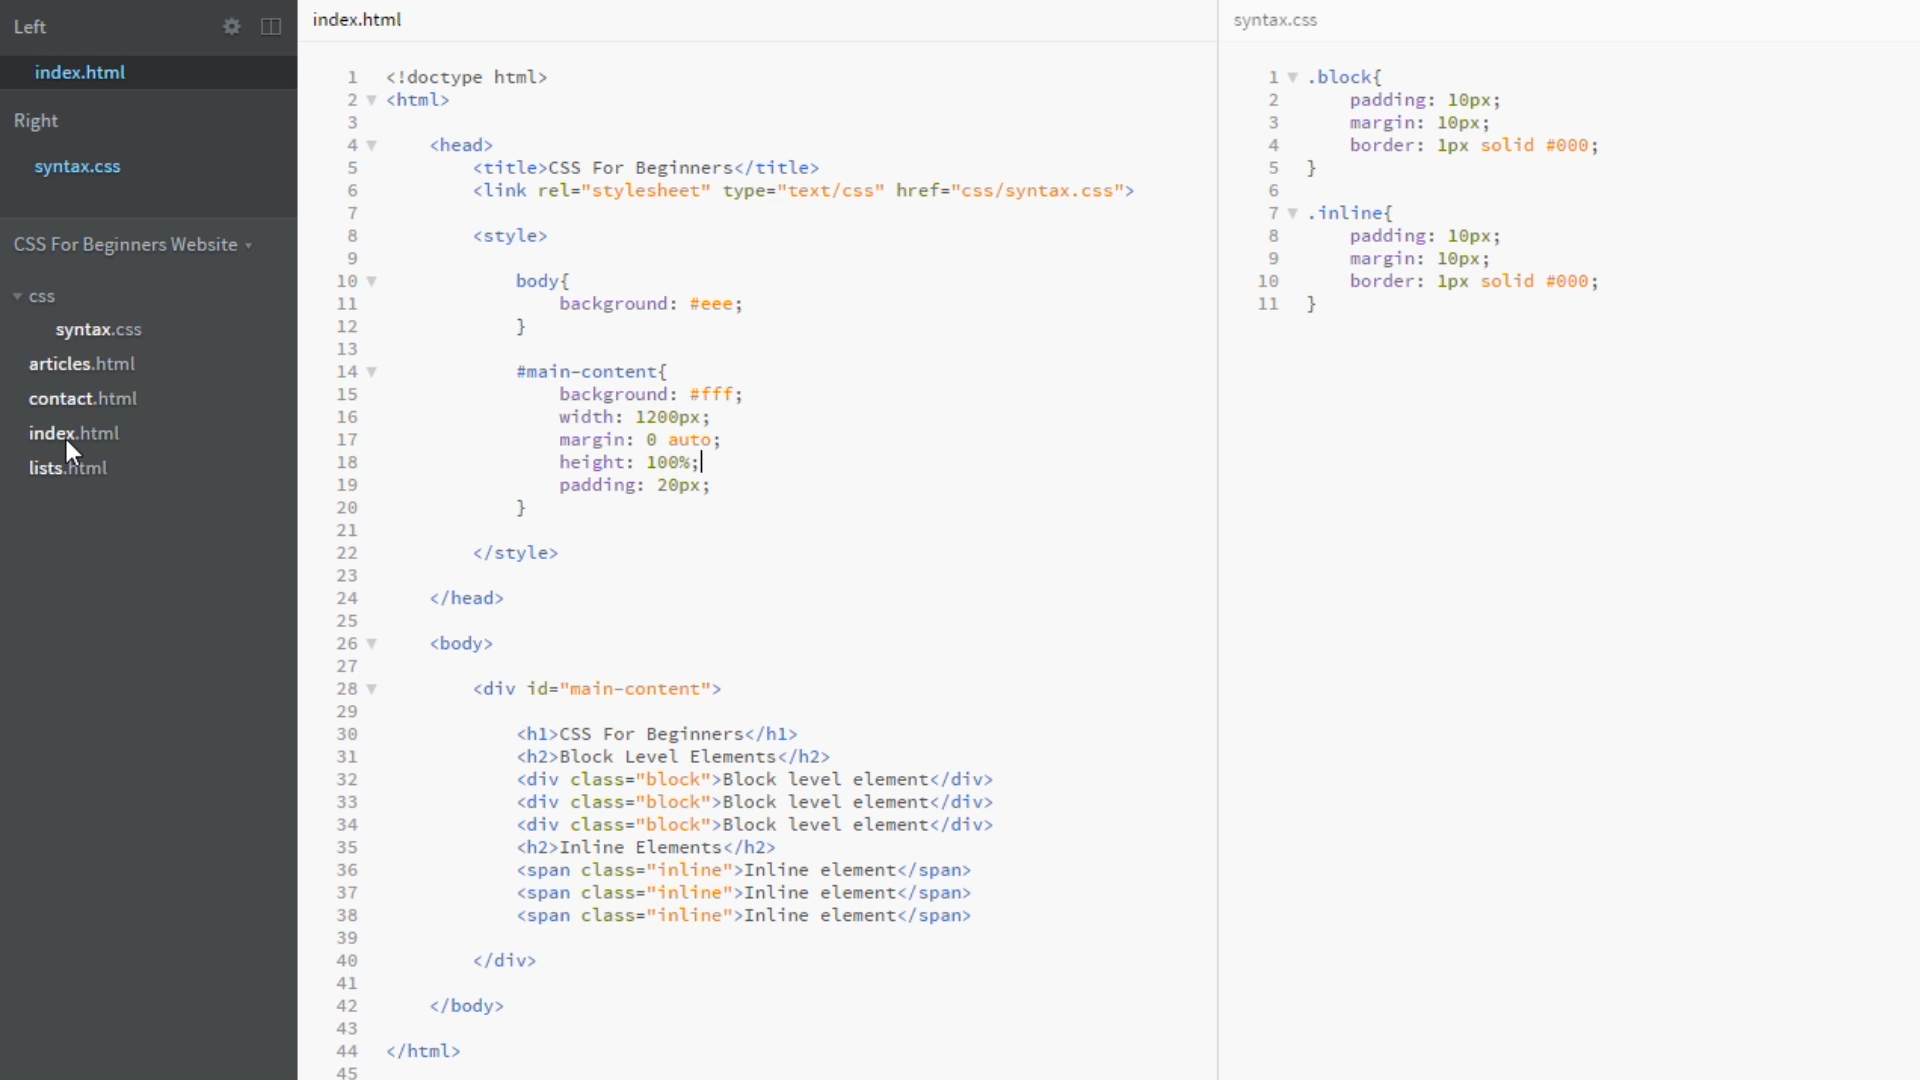 Left
index.html
Right
syntax.css
CSS For Beginners Website
css
syntax.css
articles.html
contact.html
index.html
lists.html
index.html
1 <!doctype html>
2 <html>
3
4 <head>
5 <title>CSS For Beginners</title>
6 <link rel="stylesheet" type="text/css" href="css/syntax.css">
7
8 <style>
9
10 body{
11 background: #eee;
12 }
13
14 #main-content{
15 background: #fff;
16 width: 1200px;
17 margin: 0 auto;
18 height: 100%;
19 padding: 20px;
20 }
21
22 </style>
23
24 </head>
25
26 <body>
27
28 <div id="main-content">
29
30 <h1>CSS For Beginners</h1>
31 <h2>Block Level Elements</h2>
32 <div class="block">Block level element</div>
33 <div class="block">Block level element</div>
34 <div class="block">Block level element</div>
35 <h2>Inline Elements</h2>
36 <span class="inline">Inline element</span>
37 <span class="inline">Inline element</span>
38 <span class="inline">Inline element</span>
39
40 </div>
41
42 </body>
43
44 </html>
45
syntax.css
1 .block{
2 padding: 10px;
3 margin: 10px;
4 border: 1px solid #000;
5 }
6
7 .inline{
8 padding: 10px;
9 margin: 10px;
10 border: 1px solid #000;
11 }